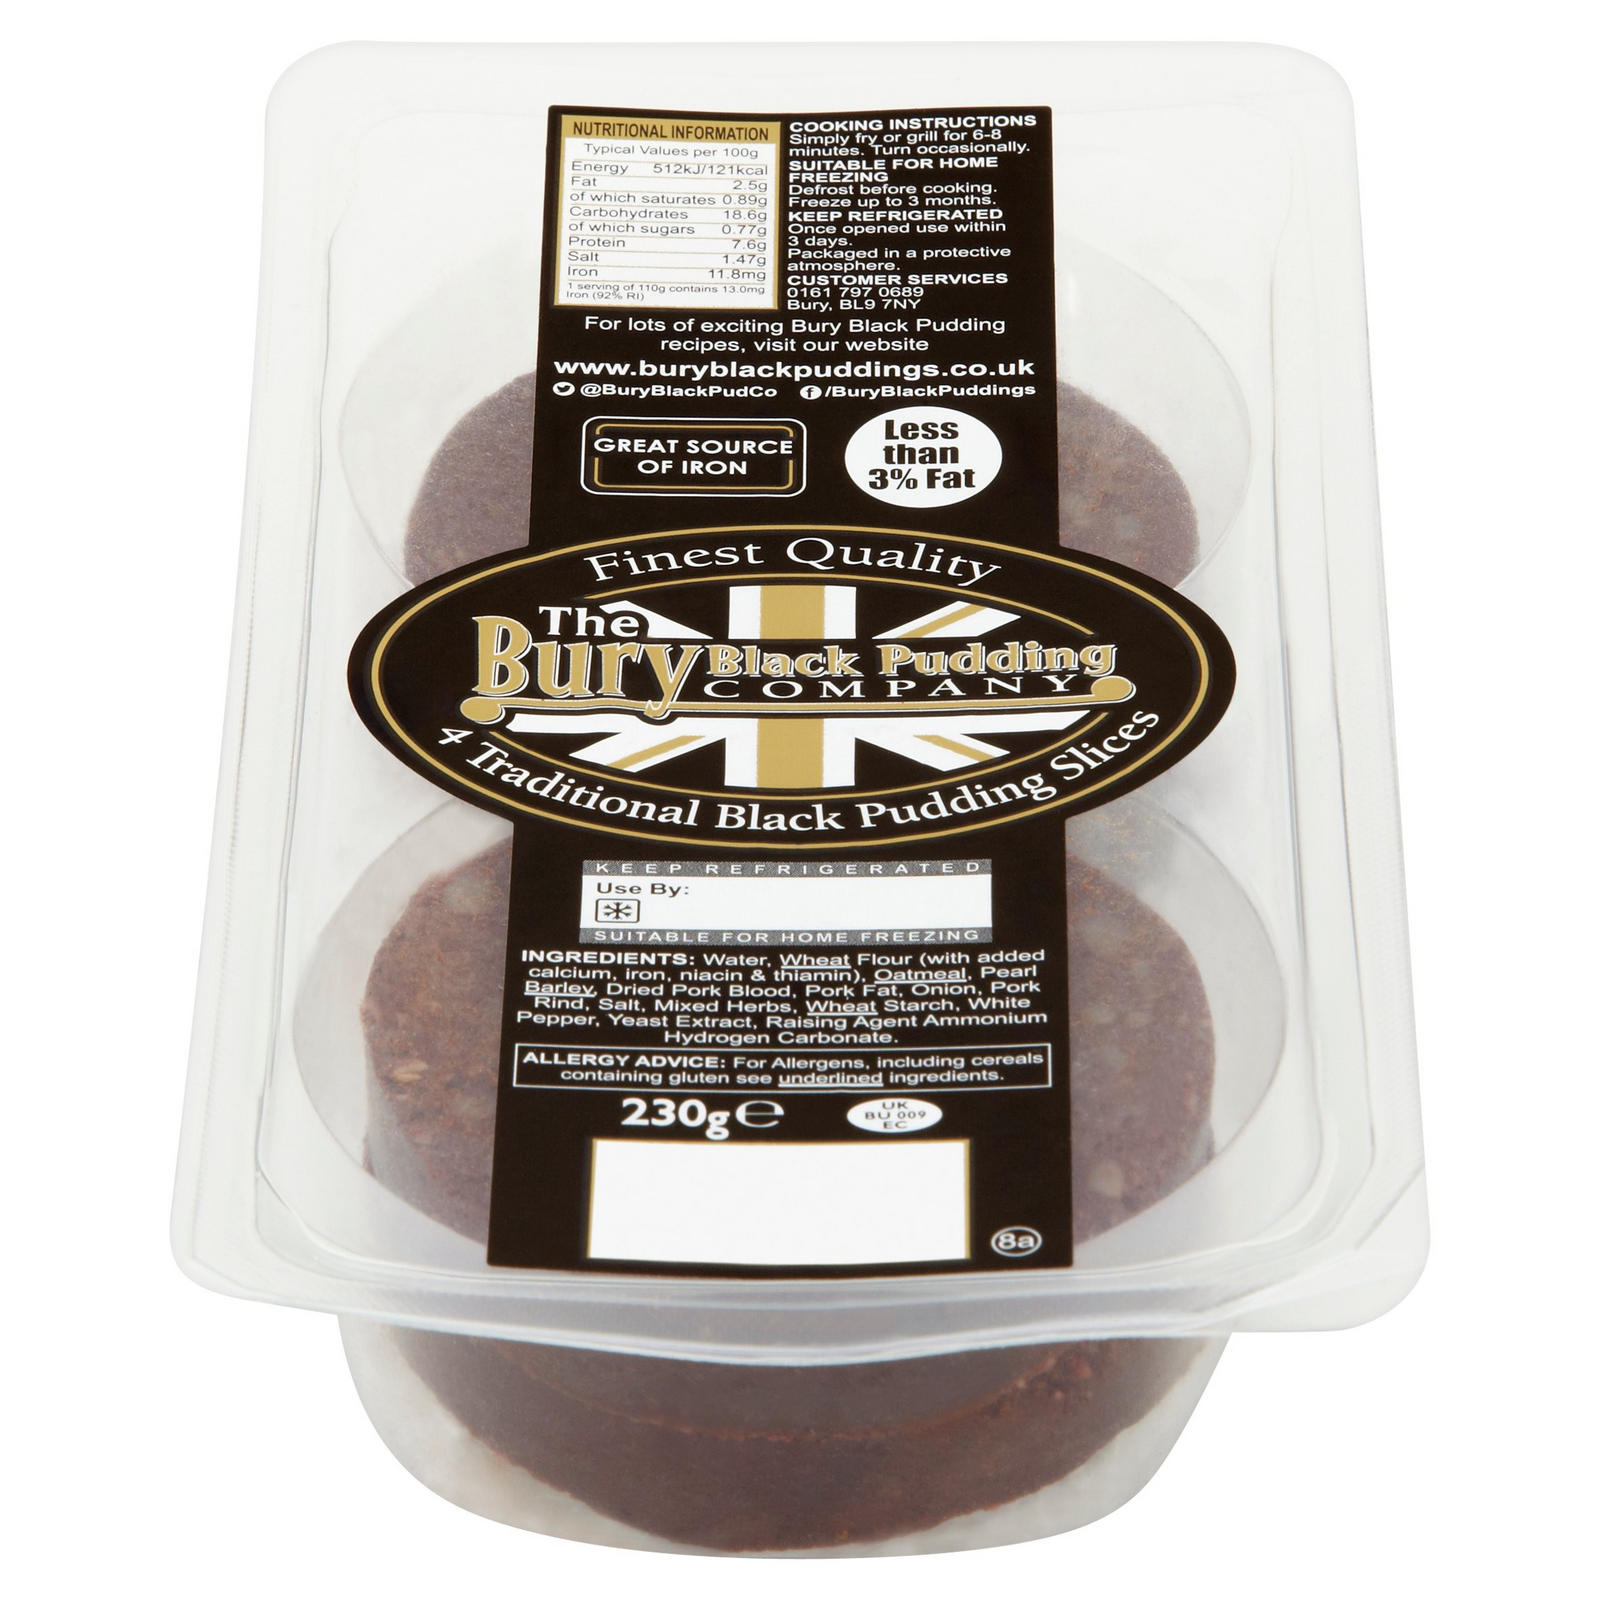 NUTRITIONAL INFORMATION
Typical Values per 100g
Energy 512kJ/121kcal
Fat 2.5g
of which saturates 0.89g
Carbohydrates 18.6g
of which sugars 0.77g
Protein 7.6g
Salt 1.47g
Iron 11.8mg
1 serving of 110g contains 13.0mg
Iron (92% RI)
COOKING INSTRUCTIONS
Simply fry or grill for 6-8
minutes. Turn occasionally.
SUITABLE FOR HOME
FREEZING
Defrost before cooking.
Freeze up to 3 months.
KEEP REFRIGERATED
Once opened use within
3 days.
Packaged in a protective
atmosphere.
CUSTOMER SERVICES
0161 797 0689
Bury, BL9 7NY
For lots of exciting Bury Black Pudding
recipes, visit our website
www.buryblackpuddings.co.uk
@BuryBlackPudCo /BuryBlackPuddings
GREAT SOURCE
OF IRON
Less
than
3% Fat
Finest Quality
The
Bury Black Pudding
COMPANY
4 Traditional Black Pudding Slices
KEEP REFRIGERATED
Use By:
SUITABLE FOR HOME FREEZING
INGREDIENTS: Water, Wheat Flour (with added
calcium, iron, niacin & thiamin), Oatmeal, Pearl
Barley, Dried Pork Blood, Pork Fat, Onion, Pork
Rind, Salt, Mixed Herbs, Wheat Starch, White
Pepper, Yeast Extract, Raising Agent Ammonium
Hydrogen Carbonate.
ALLERGY ADVICE: For Allergens, including cereals
containing gluten see underlined ingredients.
230g℮
UK
BU 009
EC
8a